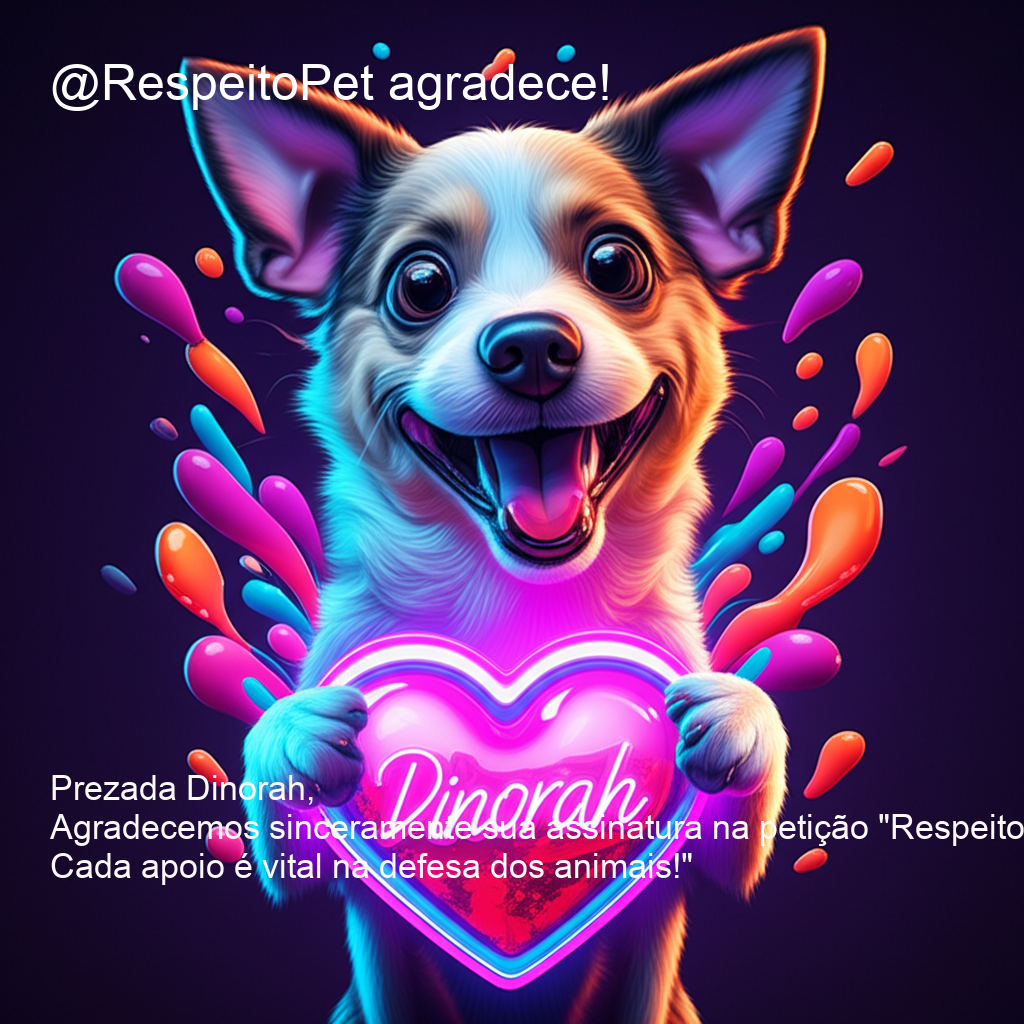 @RespeitoPet agradece!
Prezada Dinorah,
Dinorah
Agradecemos sinceramente sua assinatura na petição "Respeito
Cada apoio é vital na defesa dos animais!"